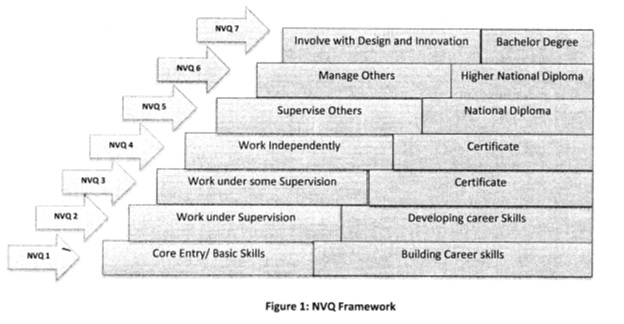 NVQ 7
Involve with Design and Innovation
Bachelor Degree
NVQ 6
Manage Others
Higher National Diploma
NVQ 5
Supervise Others
National Diploma
NVQ 4
Work Independently
Certificate
NVQ 3
Work under some Supervision
Certificate
NVQ 2
Work under Supervision
Developing career Skills
NVQ 1
Core Entry/ Basic Skills
Building Career skills
Figure 1: NVQ Framework